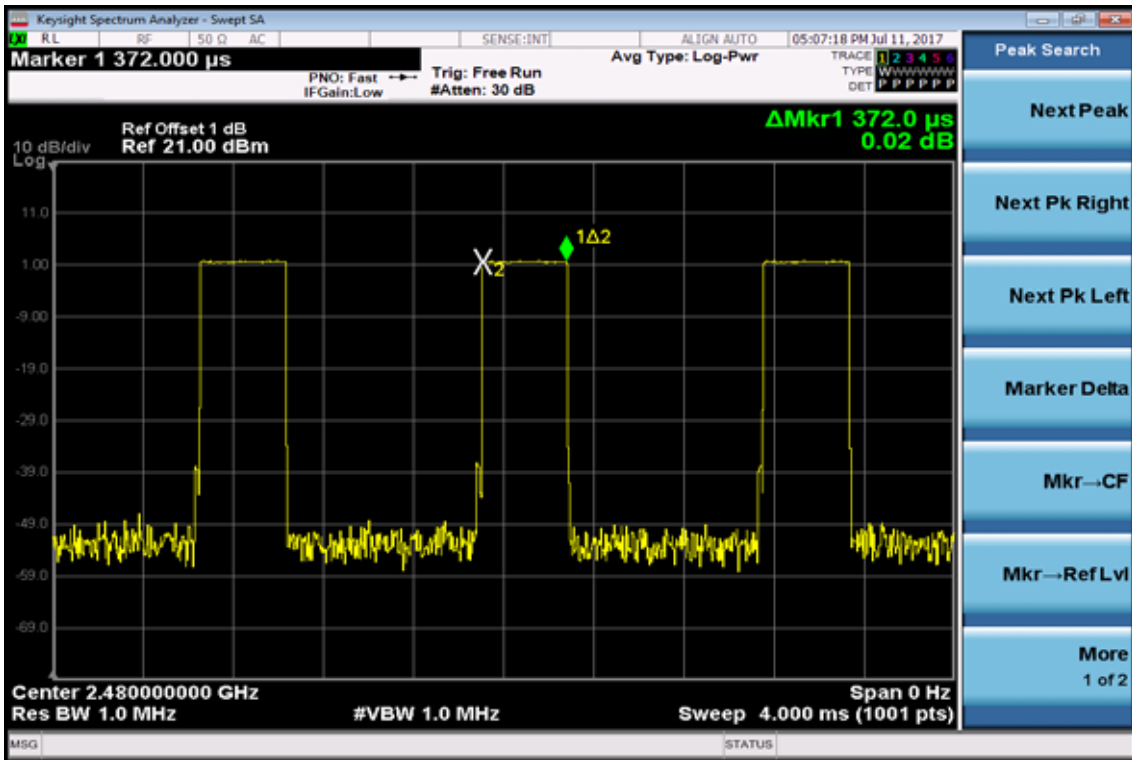 Keysight Spectrum Analyzer - Swept SA
LXI RL RF 50 Ω AC SENSE:INT ALIGN AUTO 05:07:18 PM Jul 11, 2017
Marker 1 372.000 µs
PNO: Fast
IFGain:Low
Trig: Free Run
#Atten: 30 dB
Avg Type: Log-Pwr
TRACE 1 2 3 4 5 6
TYPE WWWWWW
DET P P P P P P
ΔMkr1 372.0 µs
0.02 dB
Ref Offset 1 dB
10 dB/div Ref 21.00 dBm
Log
11.0
1.00
-9.00
-19.0
-29.0
-39.0
-49.0
-59.0
-69.0
1Δ2
X2
Center 2.480000000 GHz Span 0 Hz
Res BW 1.0 MHz #VBW 1.0 MHz Sweep 4.000 ms (1001 pts)
MSG STATUS
Peak Search
Next Peak
Next Pk Right
Next Pk Left
Marker Delta
Mkr→CF
Mkr→Ref Lvl
More
1 of 2